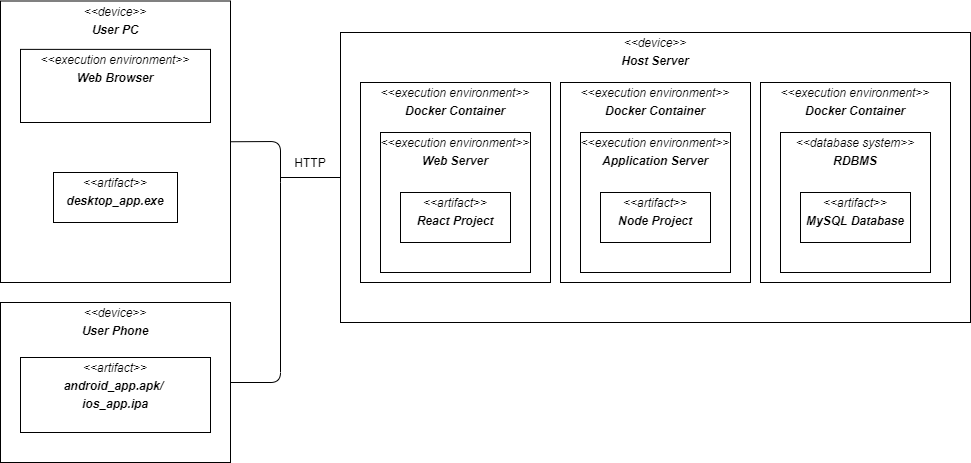 <<device>>
User PC
<<execution environment>>
Web Browser
<<artifact>>
desktop_app.exe
<<device>>
User Phone
<<artifact>>
android_app.apk/
ios_app.ipa
HTTP
<<device>>
Host Server
<<execution environment>>
Docker Container
<<execution environment>>
Web Server
<<artifact>>
React Project
<<execution environment>>
Docker Container
<<execution environment>>
Application Server
<<artifact>>
Node Project
<<execution environment>>
Docker Container
<<database system>>
RDBMS
<<artifact>>
MySQL Database